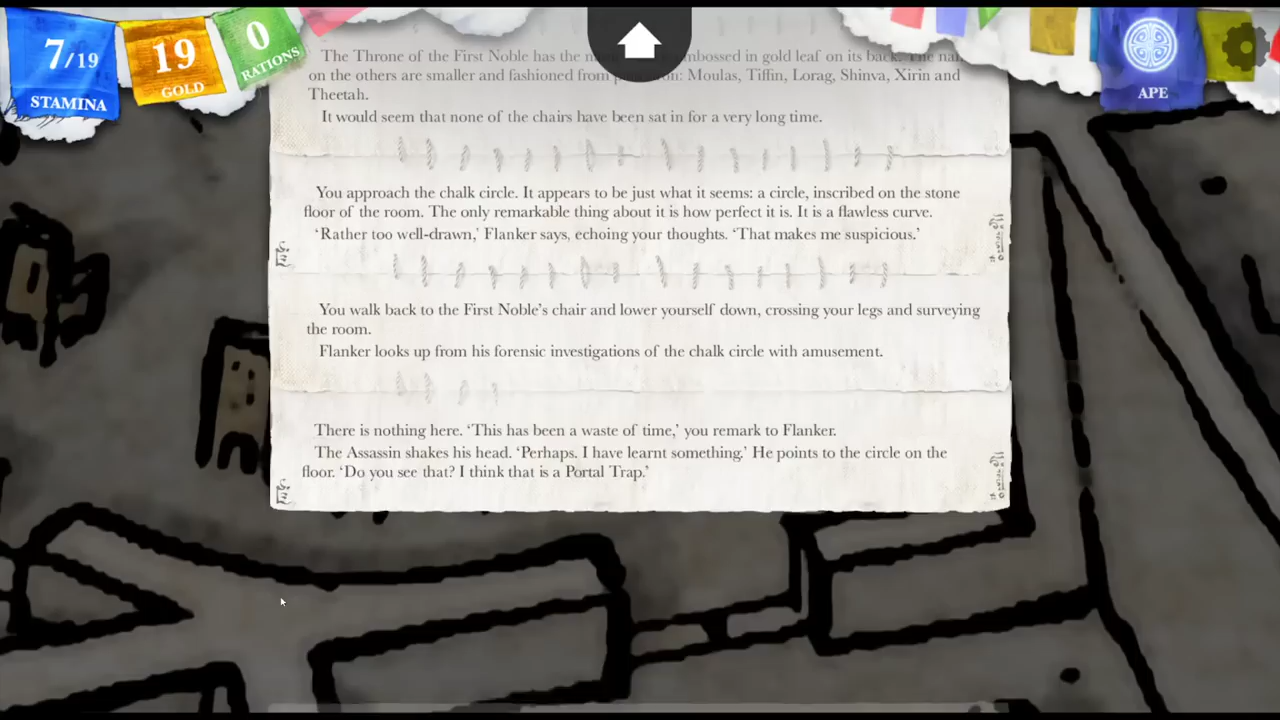 7/19
STAMINA
19
GOLD
0
RATIONS
APE
The Throne of the First Noble has the embossed in gold leaf on its back. The
on the others are smaller and fashioned from Moulas, Tiffin, Lorag, Shinva, Xirin and
Theetah.
It would seem that none of the chairs have been sat in for a very long time.
You approach the chalk circle. It appears to be just what it seems: a circle, inscribed on the stone
floor of the room. The only remarkable thing about it is how perfect it is. It is a flawless curve.
‘Rather too well-drawn,’ Flanker says, echoing your thoughts. ‘That makes me suspicious.’
You walk back to the First Noble’s chair and lower yourself down, crossing your legs and surveying
the room.
Flanker looks up from his forensic investigations of the chalk circle with amusement.
There is nothing here. ‘This has been a waste of time,’ you remark to Flanker.
The Assassin shakes his head. ‘Perhaps. I have learnt something.’ He points to the circle on the
floor. ‘Do you see that? I think that is a Portal Trap.’